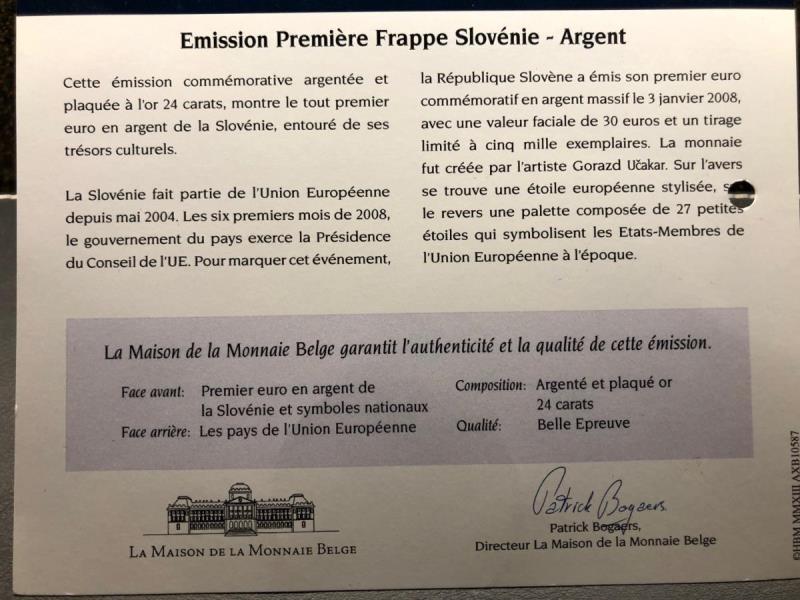 Emission Première Frappe Slovénie - Argent
Cette émission commémorative argentée et
plaquée à l'or 24 carats, montre le tout premier
euro en argent de la Slovénie, entouré de ses
trésors culturels.
La Slovénie fait partie de l'Union Européenne
depuis mai 2004. Les six premiers mois de 2008,
le gouvernement du pays exerce la Présidence
du Conseil de l'UE. Pour marquer cet événement,
la République Slovène a émis son premier euro
commémoratif en argent massif le 3 janvier 2008,
avec une valeur faciale de 30 euros et un tirage
limité à cinq mille exemplaires. La monnaie
fut créée par l'artiste Gorazd Učakar. Sur l'avers
se trouve une étoile européenne stylisée,
le revers une palette composée de 27 petites
étoiles qui symbolisent les Etats-Membres de
l'Union Européenne à l'époque.
La Maison de la Monnaie Belge garantit l'authenticité et la qualité de cette émission.
Face avant: Premier euro en argent de
la Slovénie et symboles nationaux
Face arrière: Les pays de l'Union Européenne
Composition: Argenté et plaqué or
24 carats
Qualité: Belle Epreuve
LA MAISON DE LA MONNAIE BELGE
Patrick Bogaers
Patrick Bogaers,
Directeur La Maison de la Monnaie Belge
©HBM MMXIII AXB10587